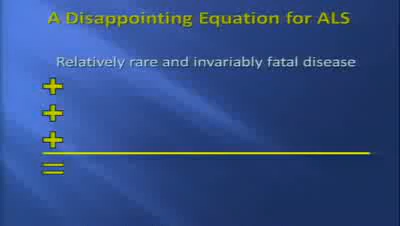 A Disappointing Equation for ALS
Relatively rare and invariably fatal disease
+
+
+
=